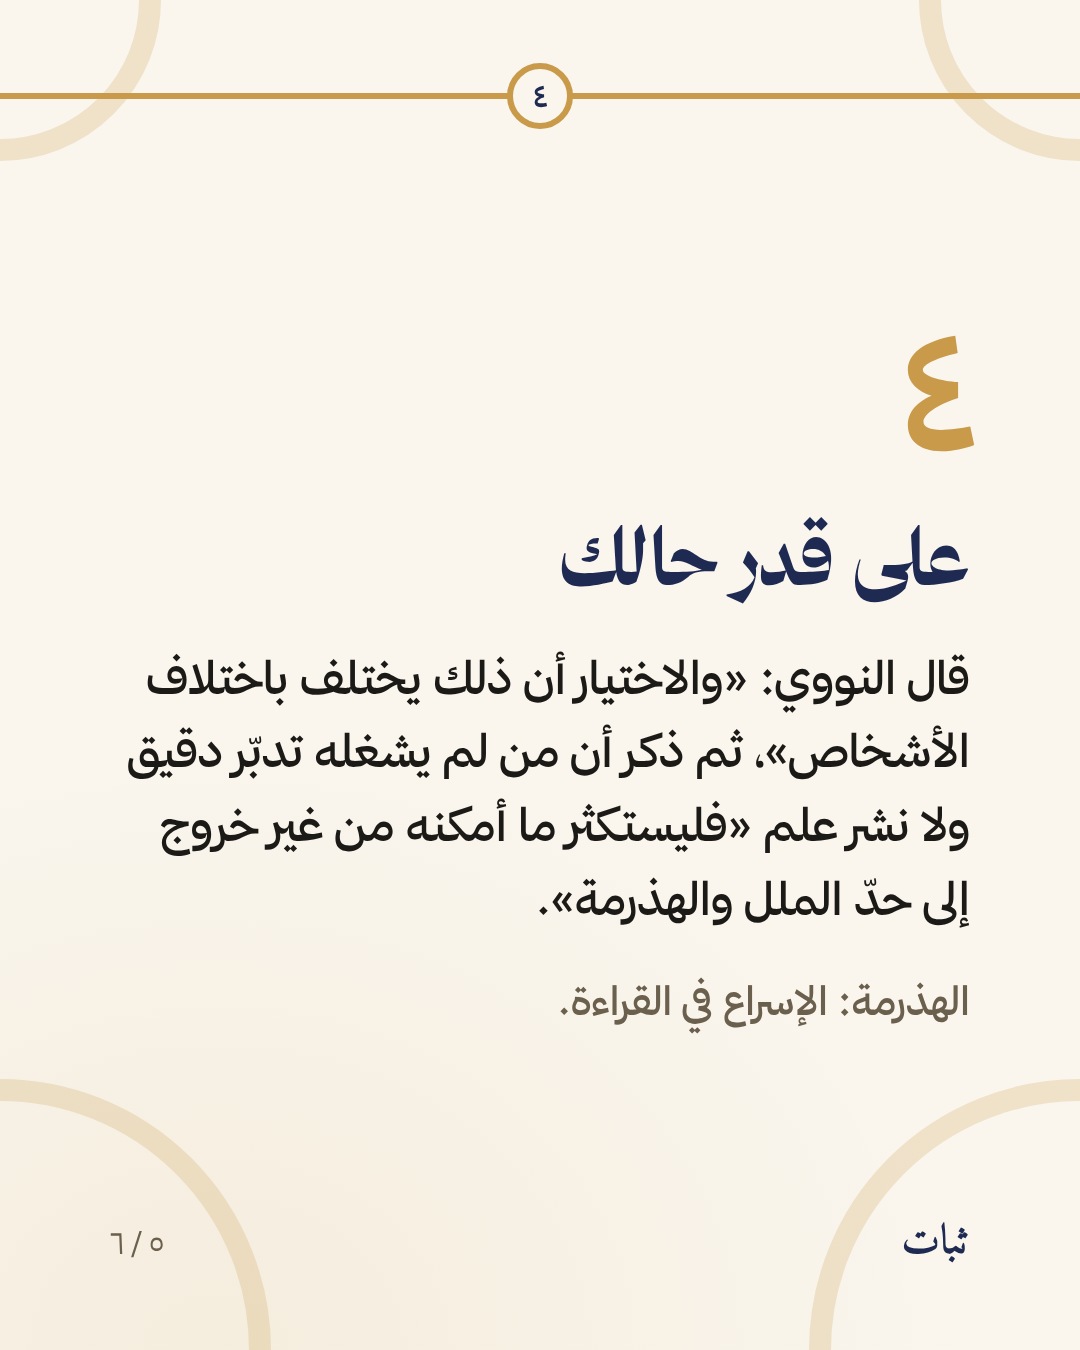 ٤
٤
على قدر حالك
قال النووي: «والاختيار أن ذلك يختلف باختلاف
الأشخاص»، ثم ذكر أن من لم يشغله تدبّر دقيق
ولا نشر علم «فليستكثر ما أمكنه من غير خروج
إلى حدّ الملل والهذرمة».
الهذرمة: الإسراع في القراءة.
ثبات
٥ / ٦